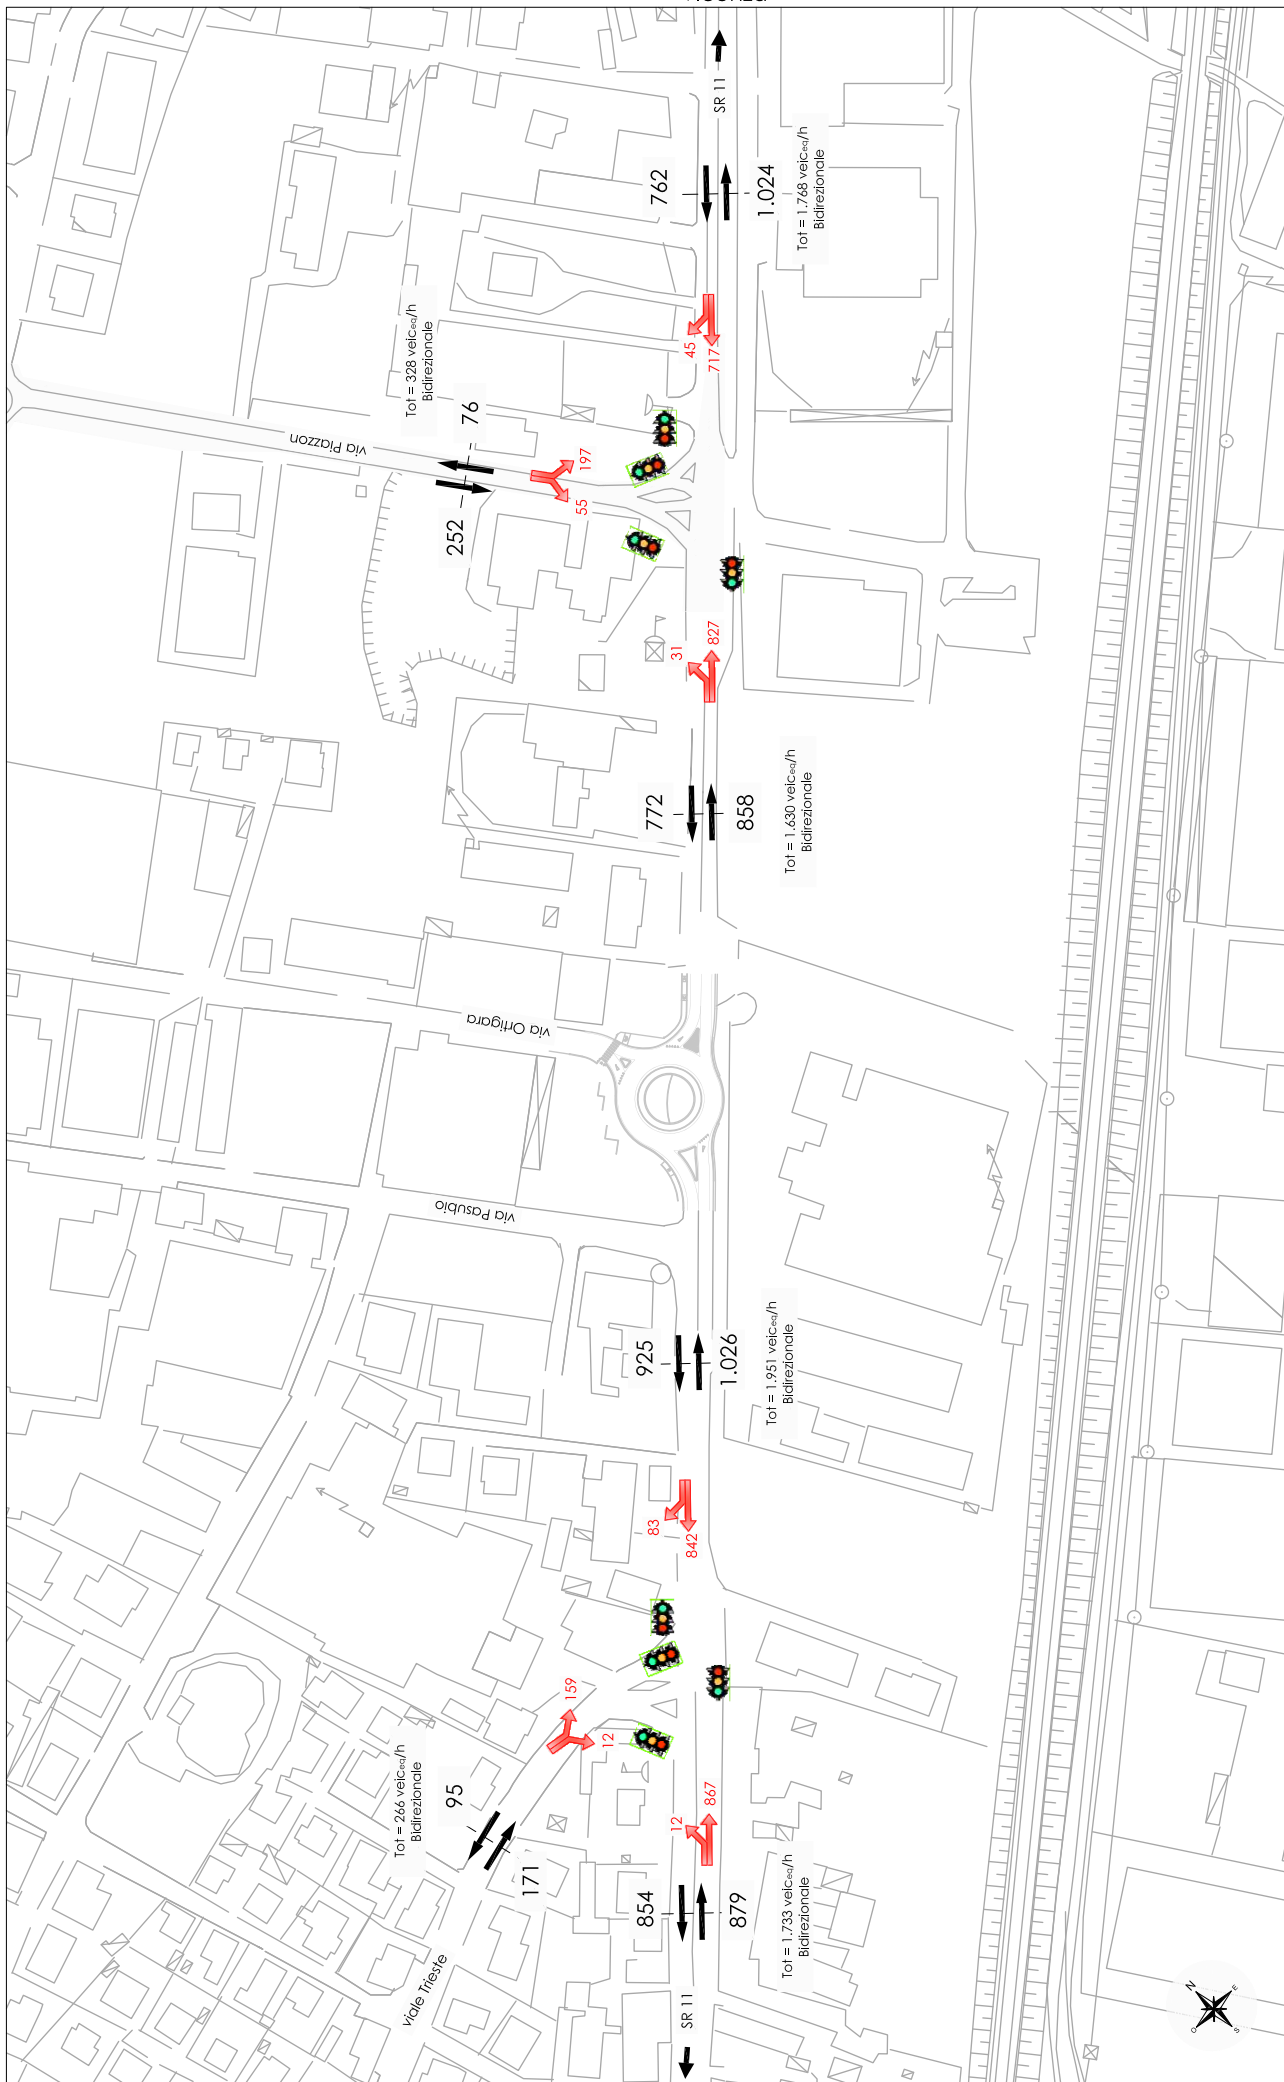 SR 11
762
1.024
Tot = 1.768 veiceq/h
Bidirezionale
45
717
Tot = 328 veiceq/h
Bidirezionale
76
via Piazzon
252
197
55
31
827
772
858
Tot = 1.630 veiceq/h
Bidirezionale
via Ortigara
via Pasubio
925
1.026
Tot = 1.951 veiceq/h
Bidirezionale
83
842
159
12
Tot = 266 veiceq/h
Bidirezionale
95
171
12
867
854
879
Tot = 1.733 veiceq/h
Bidirezionale
viale Trieste
SR 11
N
E
S
O